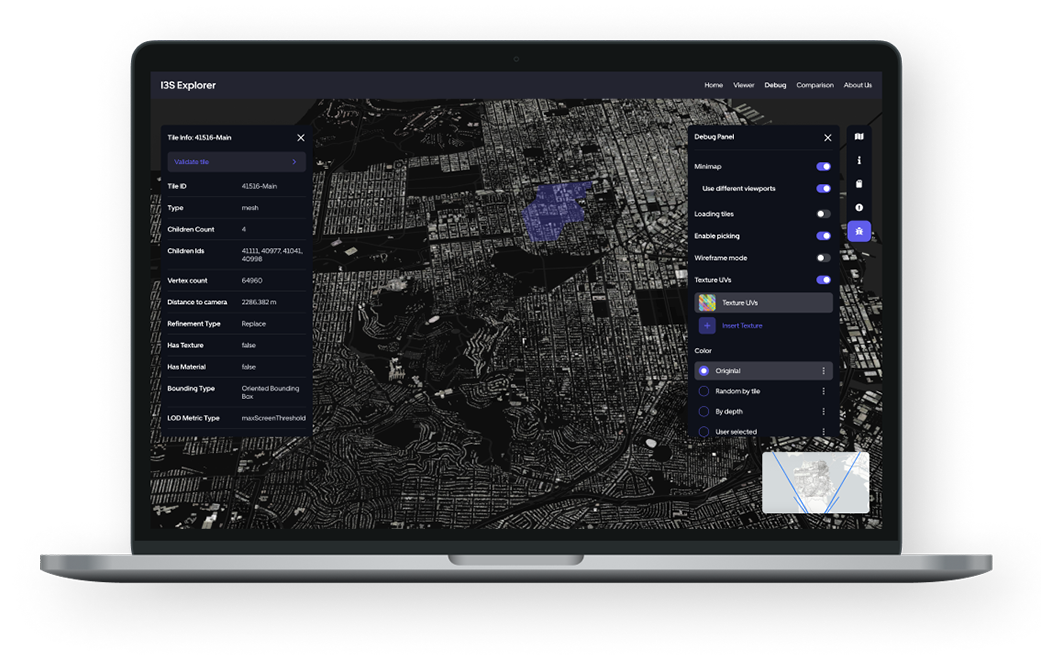 I3S Explorer
Home Viewer Debug Comparison About Us
Tile Info: 41516-Main
Validate tile
Tile ID 41516-Main
Type mesh
Children Count 4
Children Ids 41111, 40977, 41041,
40998
Vertex count 64960
Distance to camera 2286.382 m
Refinement Type Replace
Has Texture false
Has Material false
Bounding Type Oriented Bounding
Box
LOD Metric Type maxScreenThreshold
Debug Panel
Minimap
Use different viewports
Loading tiles
Enable picking
Wireframe mode
Texture UVs
Texture UVs
Insert Texture
Color
Originlal
Random by tile
By depth
User selected